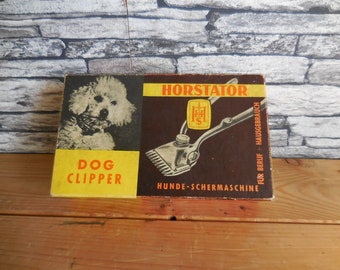 HORSTATOR
DOG
CLIPPER
HUNDE-SCHERMASCHINE
FÜR BERUF + HAUSGEBRAUCH